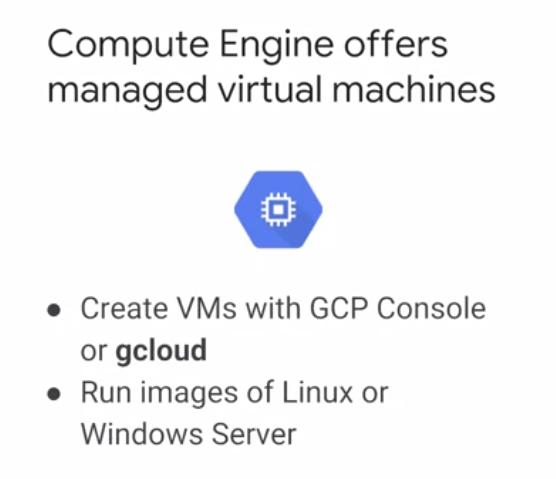 Compute Engine offers
managed virtual machines
● Create VMs with GCP Console
or gcloud
● Run images of Linux or
Windows Server